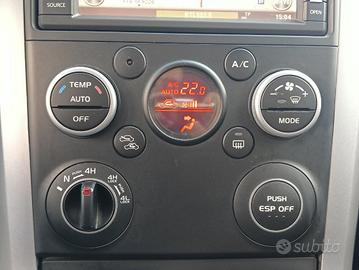 SOURCE
15:04
OPEN
A/C
A/C
TEMP
AUTO
22.0
AUTO
OFF
MODE
N
4H
4H
LOCK
4L
LOCK
PUSH
ESP OFF
subito